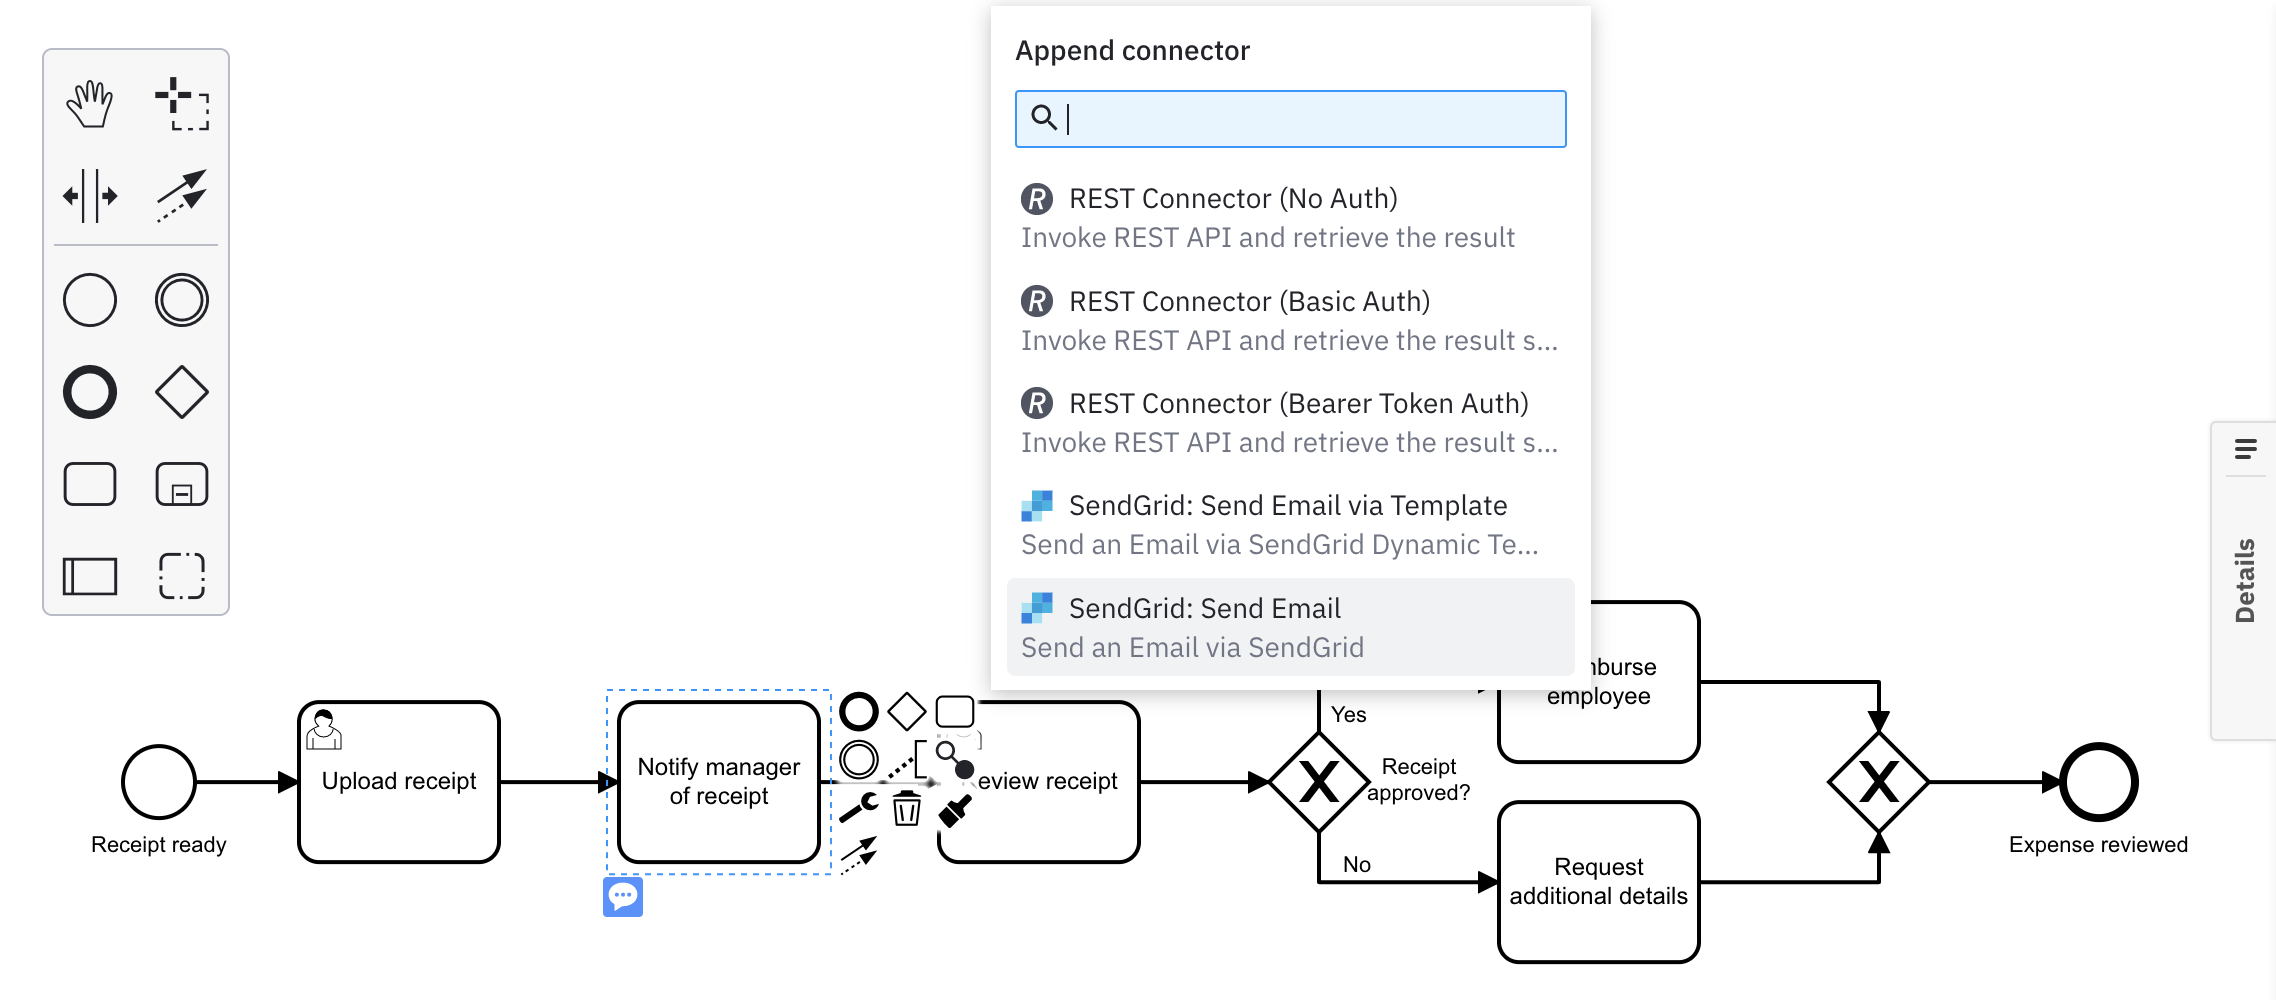 Append connector
REST Connector (No Auth)
Invoke REST API and retrieve the result
REST Connector (Basic Auth)
Invoke REST API and retrieve the result s...
REST Connector (Bearer Token Auth)
Invoke REST API and retrieve the result s...
SendGrid: Send Email via Template
Send an Email via SendGrid Dynamic Te...
SendGrid: Send Email
Send an Email via SendGrid
Details
Receipt ready
Upload receipt
Notify manager
of receipt
eview receipt
Yes
Receipt
approved?
No
nburse
employee
Request
additional details
Expense reviewed